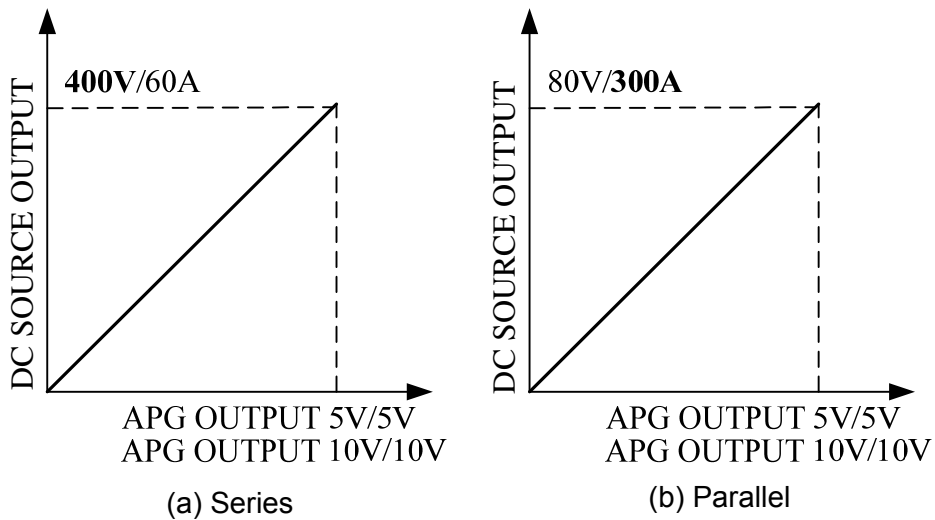 DC SOURCE OUTPUT
400V/60A
APG OUTPUT 5V/5V
APG OUTPUT 10V/10V
(a) Series
DC SOURCE OUTPUT
80V/300A
APG OUTPUT 5V/5V
APG OUTPUT 10V/10V
(b) Parallel